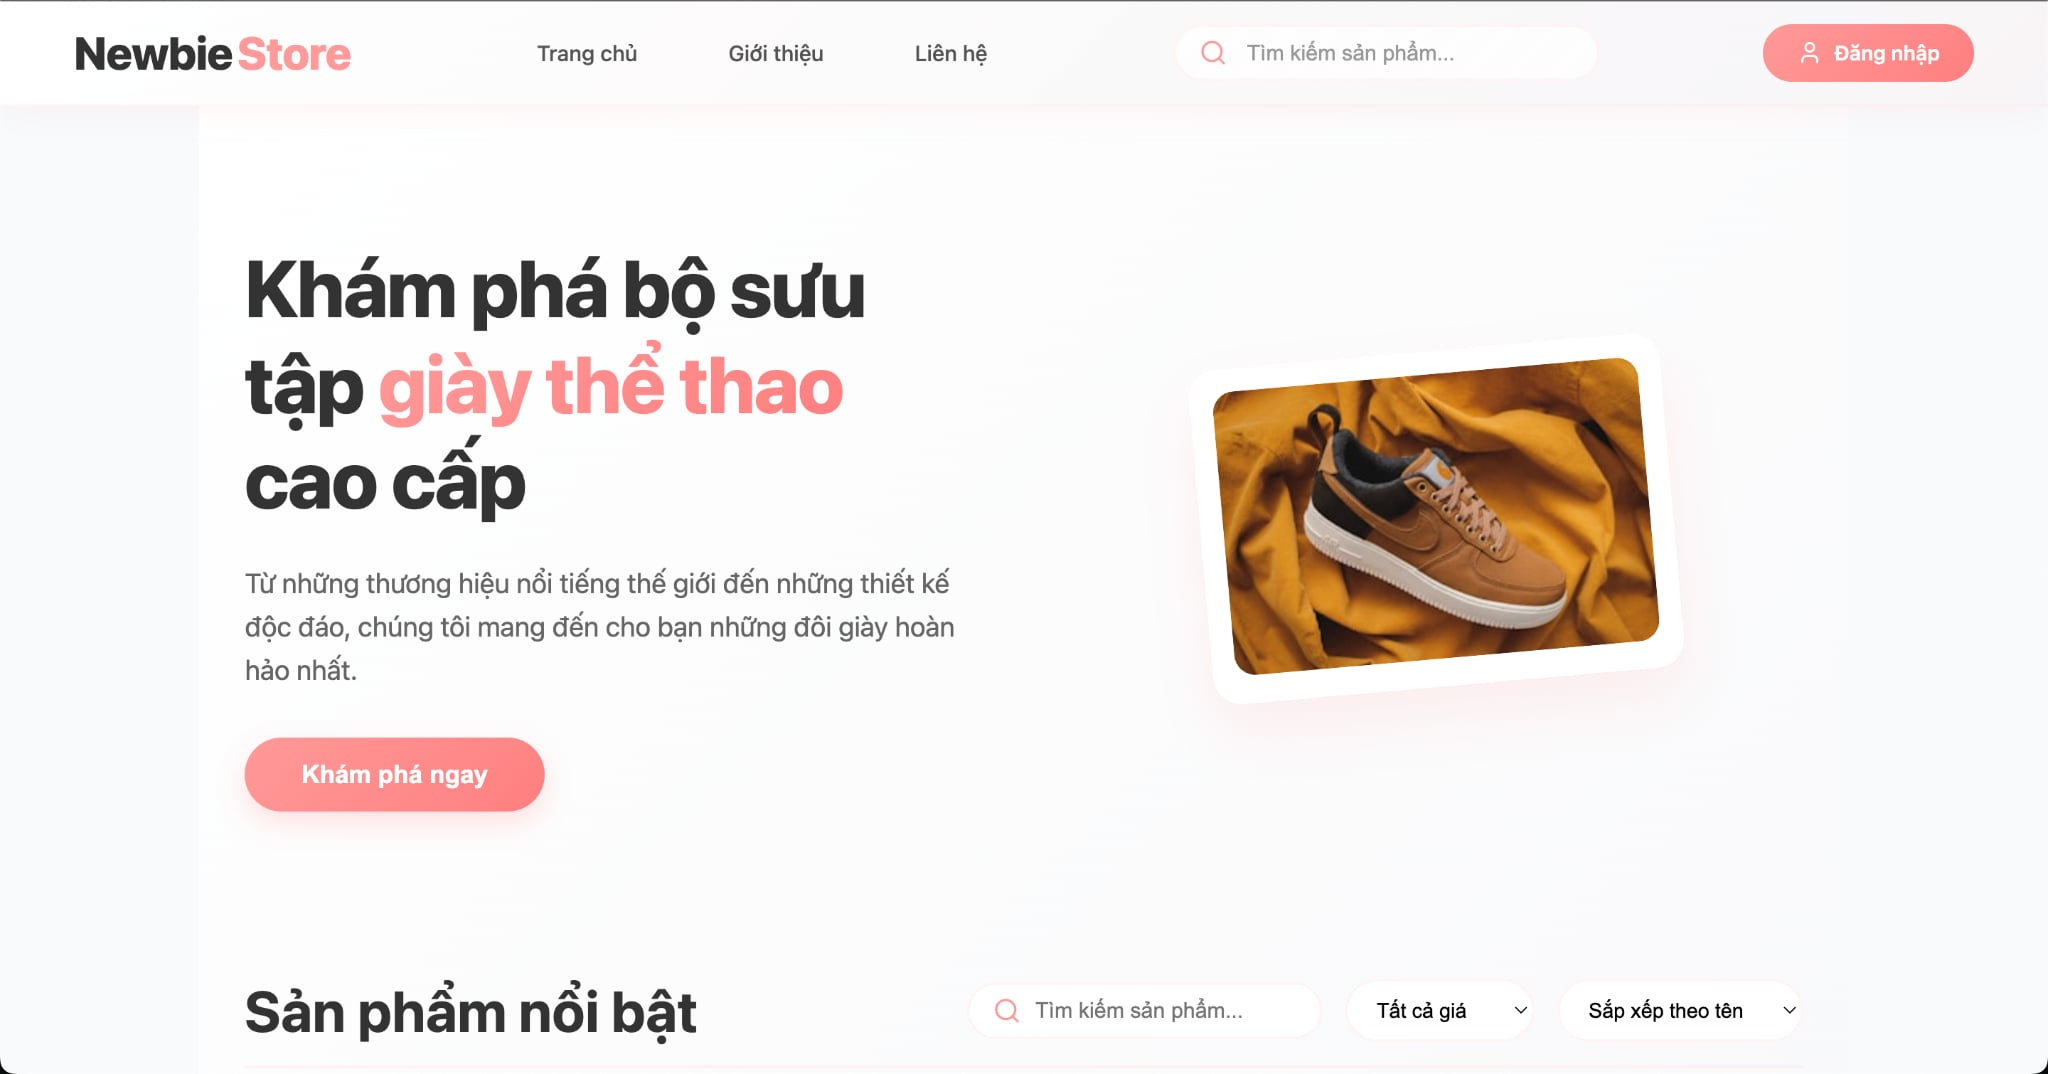 NewbieStore
Trang chủ
Giới thiệu
Liên hệ
Tìm kiếm sản phẩm...
Đăng nhập
Khám phá bộ sưu
tập giày thể thao
cao cấp
Từ những thương hiệu nổi tiếng thế giới đến những thiết kế
độc đáo, chúng tôi mang đến cho bạn những đôi giày hoàn
hảo nhất.
Khám phá ngay
Sản phẩm nổi bật
Tìm kiếm sản phẩm...
Tất cả giá
Sắp xếp theo tên